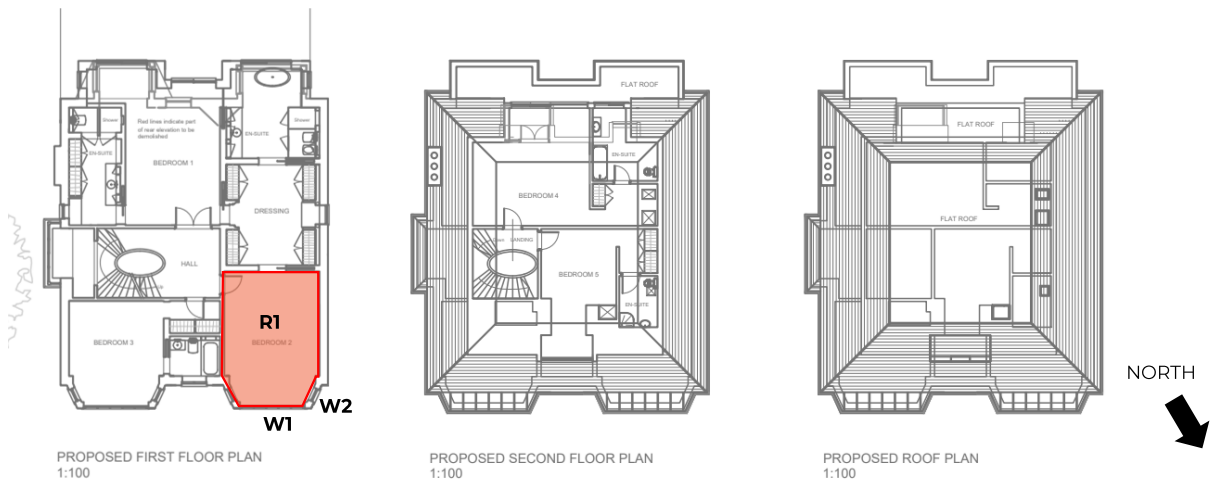 Shower
Red lines indicate part
of rear elevation to be
demolished
Shower
EN-SUITE
EN-SUITE
BEDROOM 1
DRESSING
HALL
R1
BEDROOM 3
BEDROOM 2
W2
W1
PROPOSED FIRST FLOOR PLAN
1:100
FLAT ROOF
EN-SUITE
BEDROOM 4
LANDING
BEDROOM 5
EN-SUITE
PROPOSED SECOND FLOOR PLAN
1:100
FLAT ROOF
FLAT ROOF
PROPOSED ROOF PLAN
1:100
NORTH